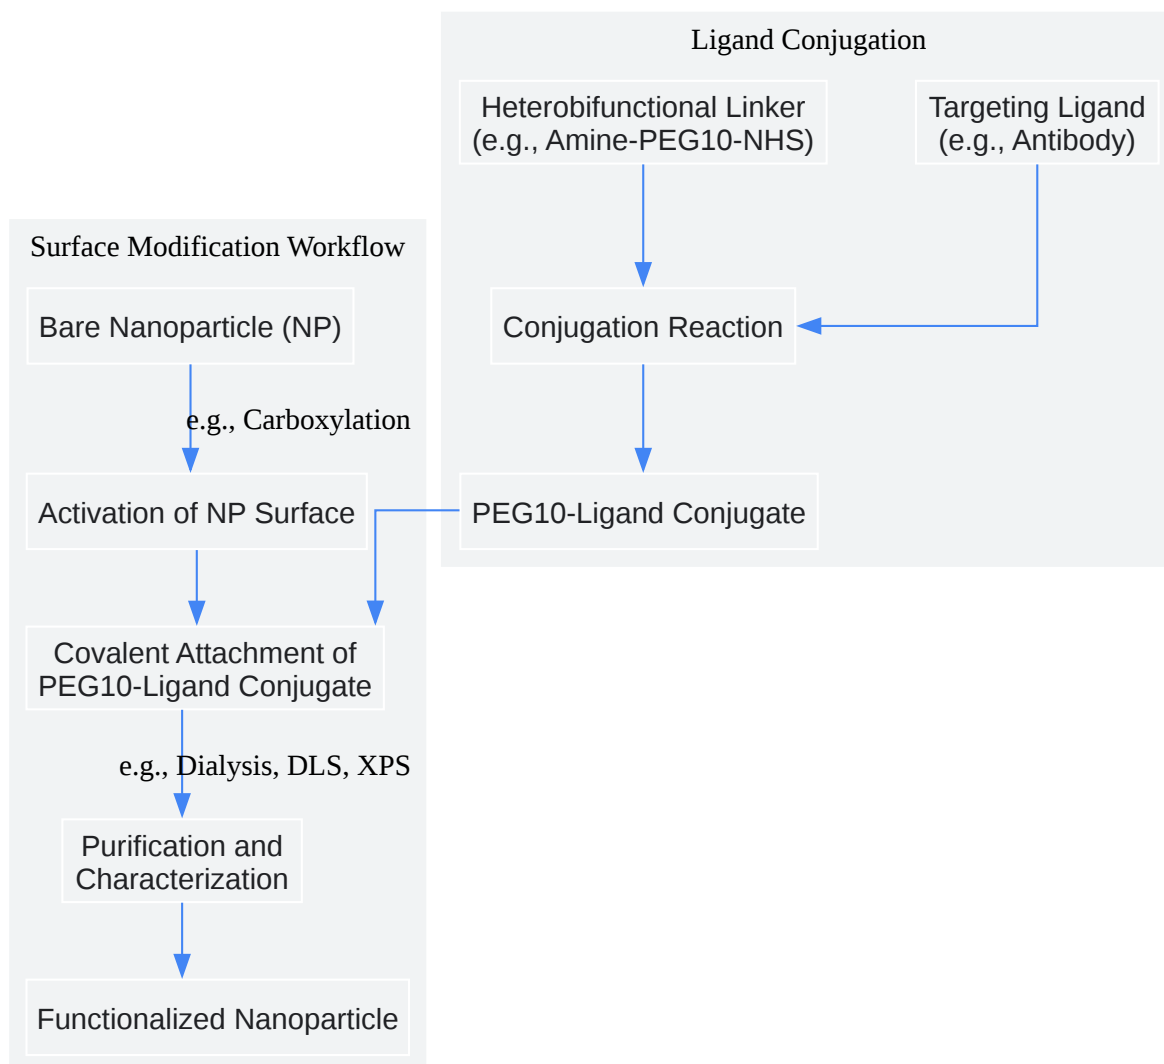 Ligand Conjugation
Heterobifunctional Linker
(e.g., Amine-PEG10-NHS)
Targeting Ligand
(e.g., Antibody)
Conjugation Reaction
PEG10-Ligand Conjugate
Surface Modification Workflow
Bare Nanoparticle (NP)
e.g., Carboxylation
Activation of NP Surface
Covalent Attachment of
PEG10-Ligand Conjugate
e.g., Dialysis, DLS, XPS
Purification and
Characterization
Functionalized Nanoparticle